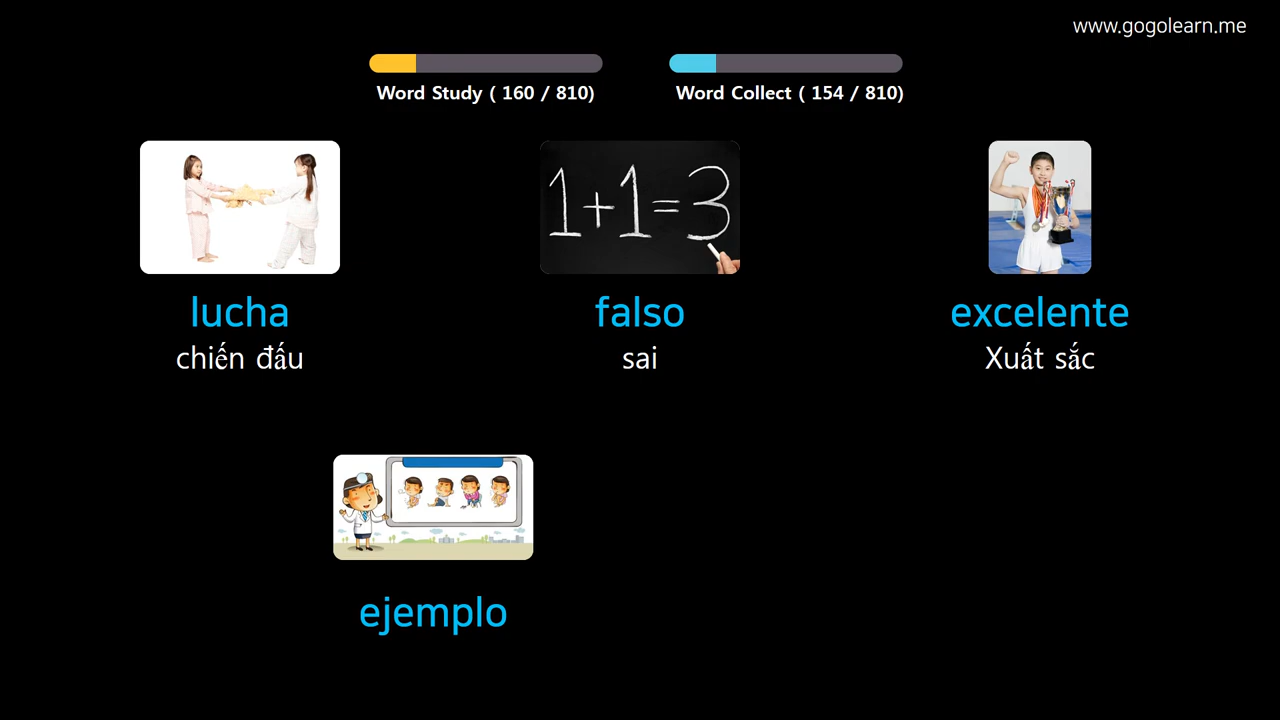 www.gogolearn.me
Word Study ( 160 / 810)
Word Collect ( 154 / 810)
1+1=3
lucha
falso
excelente
chiến đấu
sai
Xuất sắc
ejemplo